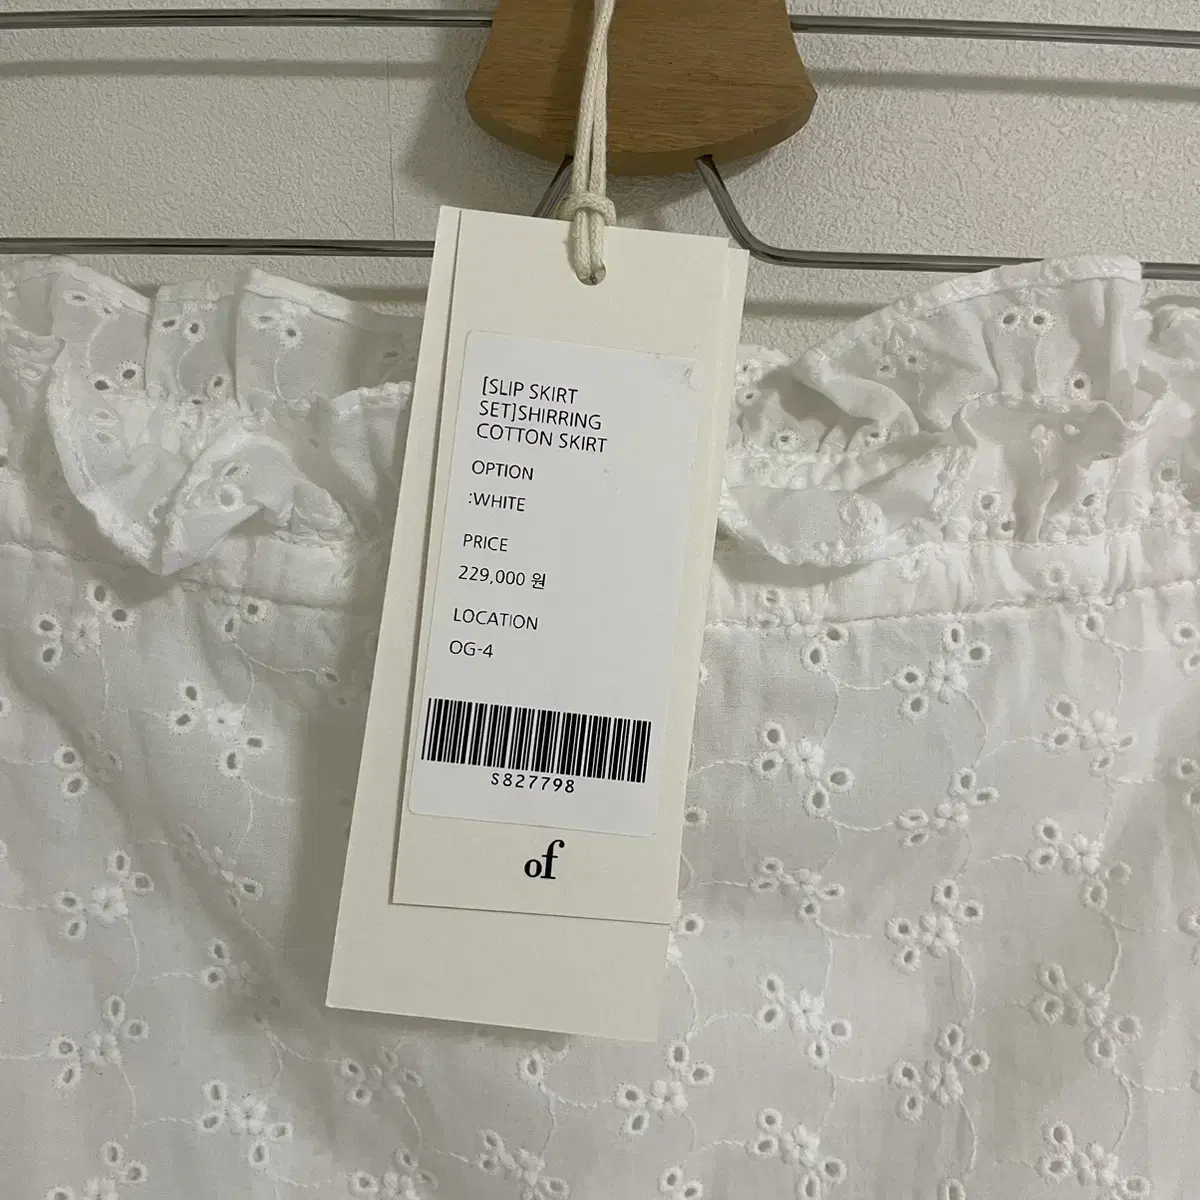 [SLIP SKIRT
SET]SHIRRING
COTTON SKIRT
OPTION
:WHITE
PRICE
229,000 원
LOCATION
OG-4
S827798
of